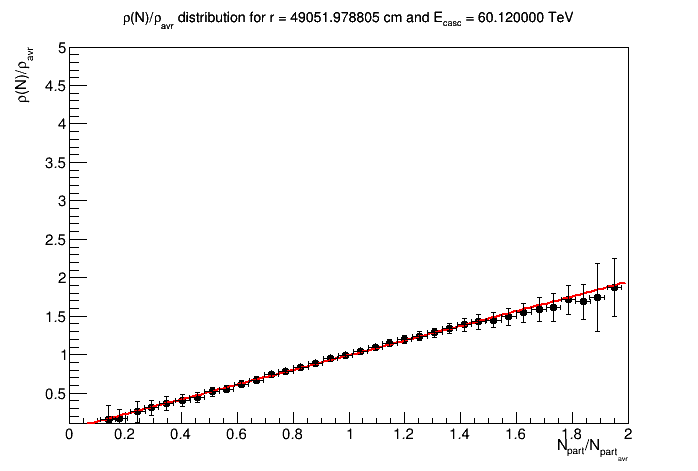 ρ(N)/ρavr distribution for r = 49051.978805 cm and Ecasc = 60.120000 TeV
ρ(N)/ρavr
5
4.5
4
3.5
3
2.5
2
1.5
1
0.5
0 0.2 0.4 0.6 0.8 1 1.2 1.4 1.6 1.8 2
Npart/Npartavr